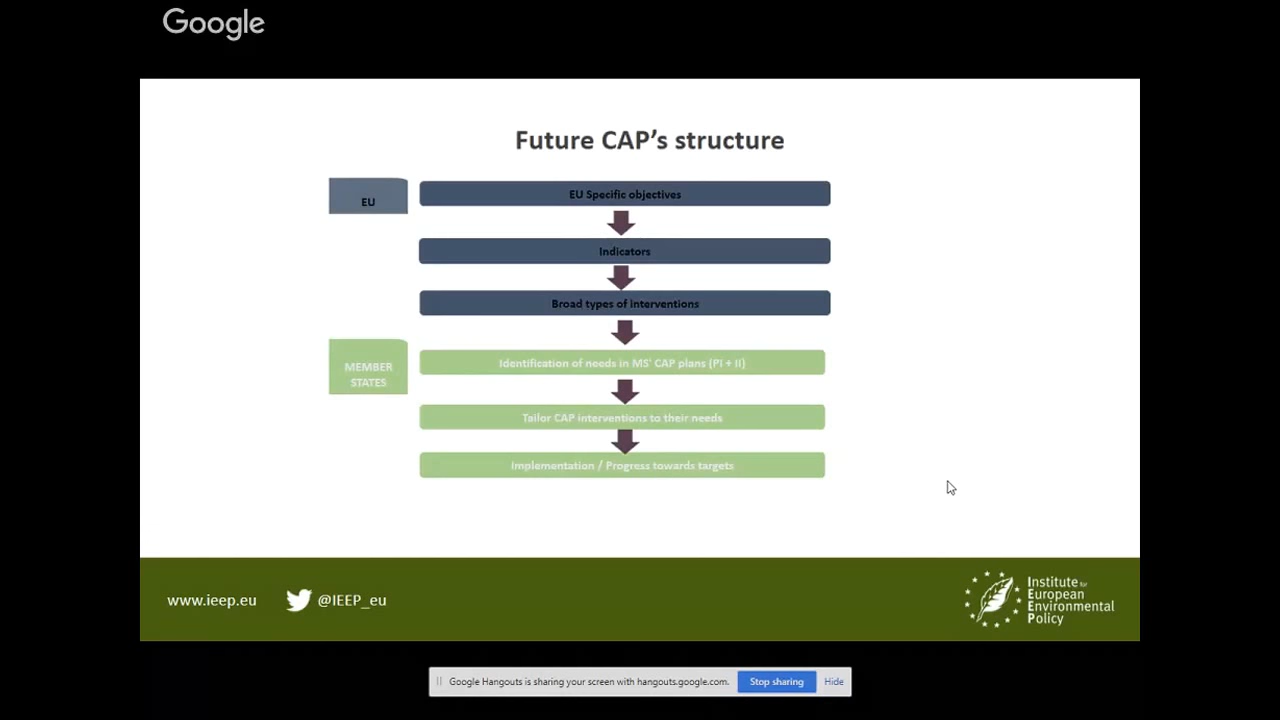 Google
Future CAP's structure
EU
EU Specific objectives
Indicators
Broad types of interventions
MEMBER
STATES
Identification of needs in MS' CAP plans (PI + II)
Tailor CAP interventions to their needs
Implementation / Progress towards targets
www.ieep.eu
@IEEP_eu
Institute for
European
Environmental
Policy
Google Hangouts is sharing your screen with hangouts.google.com.
Stop sharing
Hide